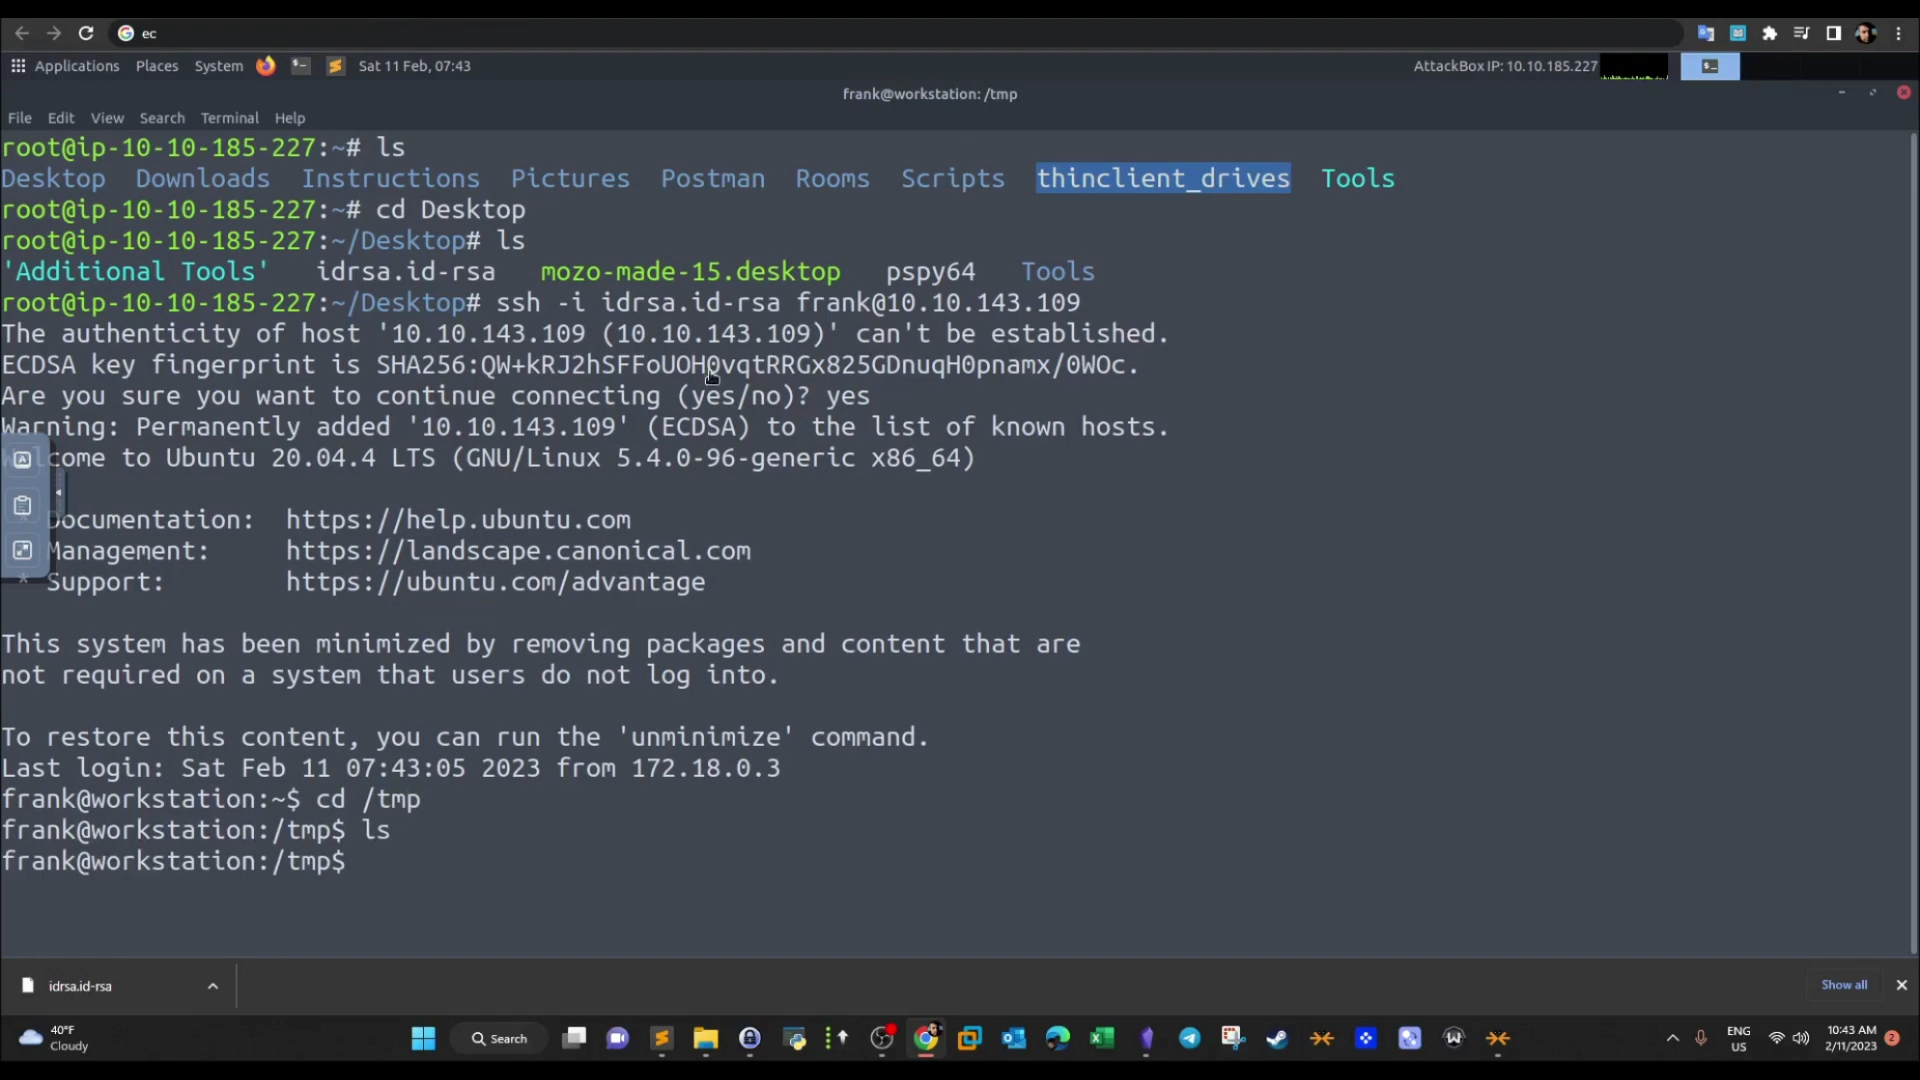 ec
Applications Places System Sat 11 Feb, 07:43 AttackBox IP: 10.10.185.227
frank@workstation: /tmp
File Edit View Search Terminal Help
root@ip-10-10-185-227:~# ls
Desktop Downloads Instructions Pictures Postman Rooms Scripts thinclient_drives Tools
root@ip-10-10-185-227:~# cd Desktop
root@ip-10-10-185-227:~/Desktop# ls
'Additional Tools' idrsa.id-rsa mozo-made-15.desktop pspy64 Tools
root@ip-10-10-185-227:~/Desktop# ssh -i idrsa.id-rsa frank@10.10.143.109
The authenticity of host '10.10.143.109 (10.10.143.109)' can't be established.
ECDSA key fingerprint is SHA256:QW+kRJ2hSFFoUOH0vqtRRGx825GDnuqH0pnamx/0WOc.
Are you sure you want to continue connecting (yes/no)? yes
Warning: Permanently added '10.10.143.109' (ECDSA) to the list of known hosts.
Welcome to Ubuntu 20.04.4 LTS (GNU/Linux 5.4.0-96-generic x86_64)
Documentation: https://help.ubuntu.com
Management: https://landscape.canonical.com
* Support: https://ubuntu.com/advantage
This system has been minimized by removing packages and content that are
not required on a system that users do not log into.
To restore this content, you can run the 'unminimize' command.
Last login: Sat Feb 11 07:43:05 2023 from 172.18.0.3
frank@workstation:~$ cd /tmp
frank@workstation:/tmp$ ls
frank@workstation:/tmp$
idrsa.id-rsa Show all
40°F
Cloudy
Search
ENG
US
10:43 AM
2/11/2023
2